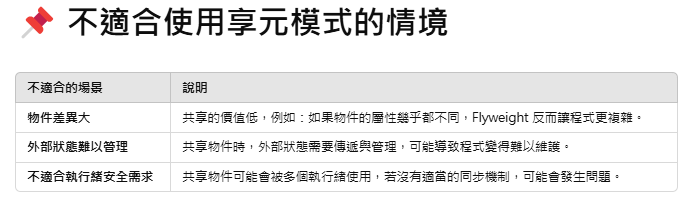 不適合使用享元模式的情境
不適合的場景 說明
物件差異大 共享的價值低，例如：如果物件的屬性幾乎都不同，Flyweight 反而讓程式更複雜。
外部狀態難以管理 共享物件時，外部狀態需要傳遞與管理，可能導致程式變得難以維護。
不適合執行緒安全需求 共享物件可能會被多個執行緒使用，若沒有適當的同步機制，可能會發生問題。